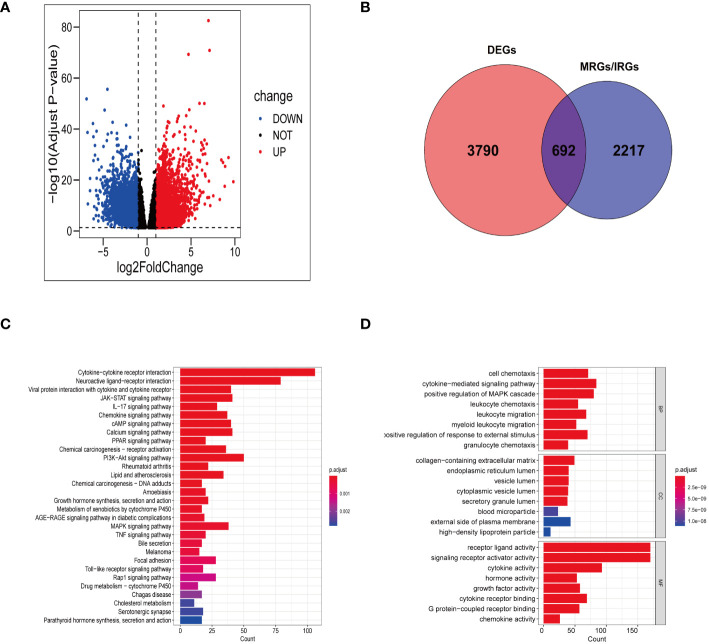 A
−log10(Adjust P−value)
80
60
40
20
0
−5
0
5
10
log2FoldChange
change
DOWN
NOT
UP
B
DEGs
MRGs/IRGs
3790
692
2217
C
Cytokine−cytokine receptor interaction
Neuroactive ligand−receptor interaction
Viral protein interaction with cytokine and cytokine receptor
JAK−STAT signaling pathway
IL−17 signaling pathway
Chemokine signaling pathway
cAMP signaling pathway
Calcium signaling pathway
PPAR signaling pathway
Chemical carcinogenesis − receptor activation
PI3K−Akt signaling pathway
Rheumatoid arthritis
Lipid and atherosclerosis
Chemical carcinogenesis − DNA adducts
Amoebiasis
Growth hormone synthesis, secretion and action
Metabolism of xenobiotics by cytochrome P450
AGE−RAGE signaling pathway in diabetic complications
MAPK signaling pathway
TNF signaling pathway
Bile secretion
Melanoma
Focal adhesion
Toll−like receptor signaling pathway
Rap1 signaling pathway
Drug metabolism − cytochrome P450
Chagas disease
Cholesterol metabolism
Serotonergic synapse
Parathyroid hormone synthesis, secretion and action
0
25
50
75
100
Count
p.adjust
0.001
0.002
D
cell chemotaxis
cytokine−mediated signaling pathway
positive regulation of MAPK cascade
leukocyte chemotaxis
leukocyte migration
myeloid leukocyte migration
positive regulation of response to external stimulus
granulocyte chemotaxis
BP
collagen−containing extracellular matrix
endoplasmic reticulum lumen
vesicle lumen
cytoplasmic vesicle lumen
secretory granule lumen
blood microparticle
external side of plasma membrane
high−density lipoprotein particle
CC
receptor ligand activity
signaling receptor activator activity
cytokine activity
hormone activity
growth factor activity
cytokine receptor binding
G protein−coupled receptor binding
chemokine activity
MF
0
50
100
150
Count
p.adjust
2.5e−09
5.0e−09
7.5e−09
1.0e−08